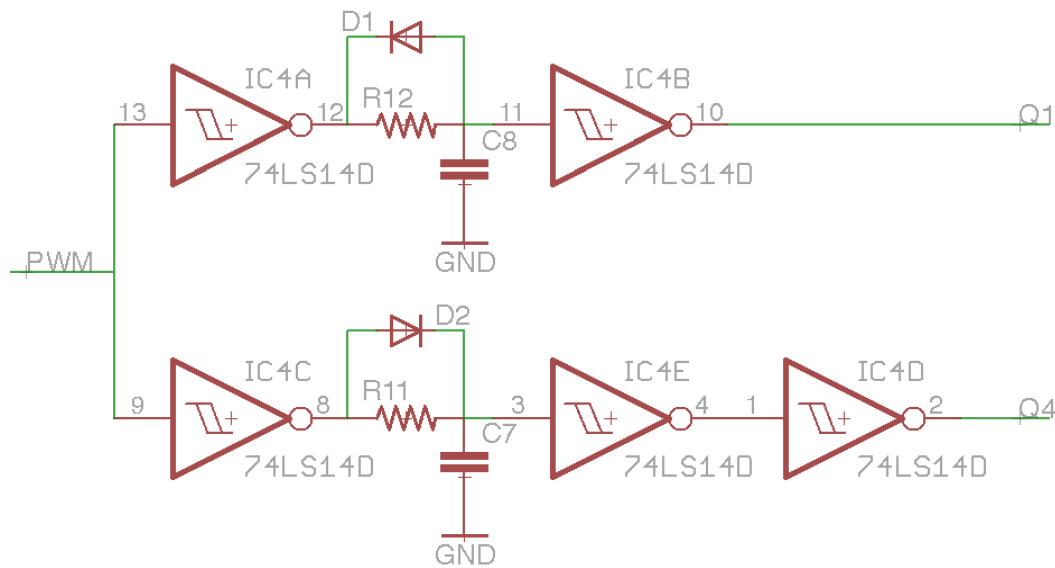 D1
IC4A
IC4B
13
12
R12
11
10
Q1
C8
74LS14D
74LS14D
GND
PWM
D2
IC4C
IC4E
IC4D
9
8
R11
3
4
1
2
Q4
C7
74LS14D
74LS14D
74LS14D
GND